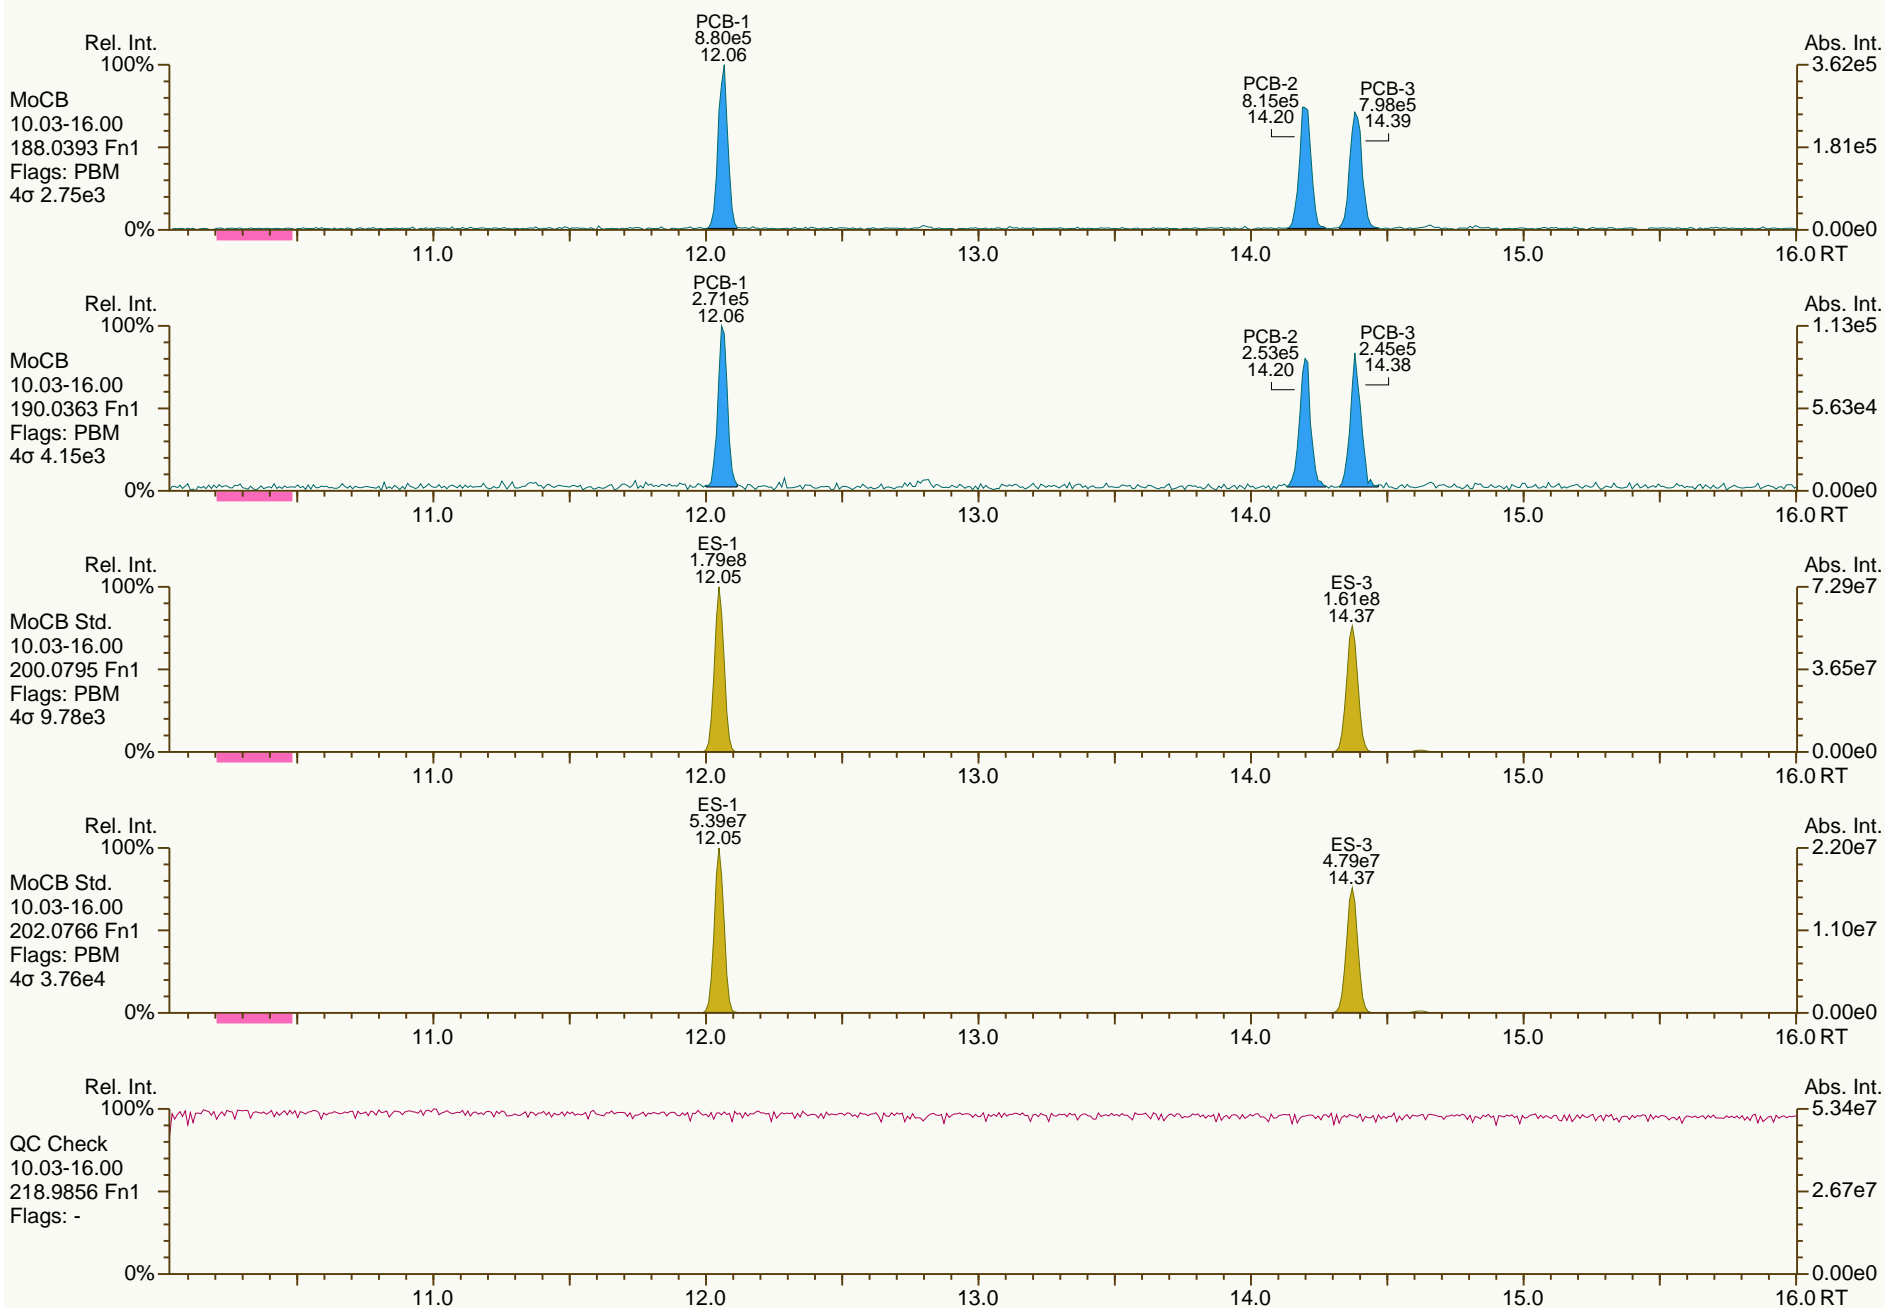 PCB-1
8.80e5
12.06
Rel. Int.
Abs. Int.
100%
3.62e5
PCB-2
8.15e5
14.20
PCB-3
7.98e5
14.39
MoCB
10.03-16.00
188.0393 Fn1
Flags: PBM
4σ 2.75e3
1.81e5
0%
0.00e0
11.0 12.0 13.0 14.0 15.0 16.0 RT
PCB-1
2.71e5
12.06
Rel. Int.
Abs. Int.
100%
1.13e5
PCB-2
2.53e5
14.20
PCB-3
2.45e5
14.38
MoCB
10.03-16.00
190.0363 Fn1
Flags: PBM
4σ 4.15e3
5.63e4
0%
0.00e0
11.0 12.0 13.0 14.0 15.0 16.0 RT
ES-1
1.79e8
12.05
Rel. Int.
Abs. Int.
100%
7.29e7
ES-3
1.61e8
14.37
MoCB Std.
10.03-16.00
200.0795 Fn1
Flags: PBM
4σ 9.78e3
3.65e7
0%
0.00e0
11.0 12.0 13.0 14.0 15.0 16.0 RT
ES-1
5.39e7
12.05
Rel. Int.
Abs. Int.
100%
2.20e7
ES-3
4.79e7
14.37
MoCB Std.
10.03-16.00
202.0766 Fn1
Flags: PBM
4σ 3.76e4
1.10e7
0%
0.00e0
11.0 12.0 13.0 14.0 15.0 16.0 RT
Rel. Int.
Abs. Int.
100%
5.34e7
QC Check
10.03-16.00
218.9856 Fn1
Flags: -
2.67e7
0%
0.00e0
11.0 12.0 13.0 14.0 15.0 16.0 RT